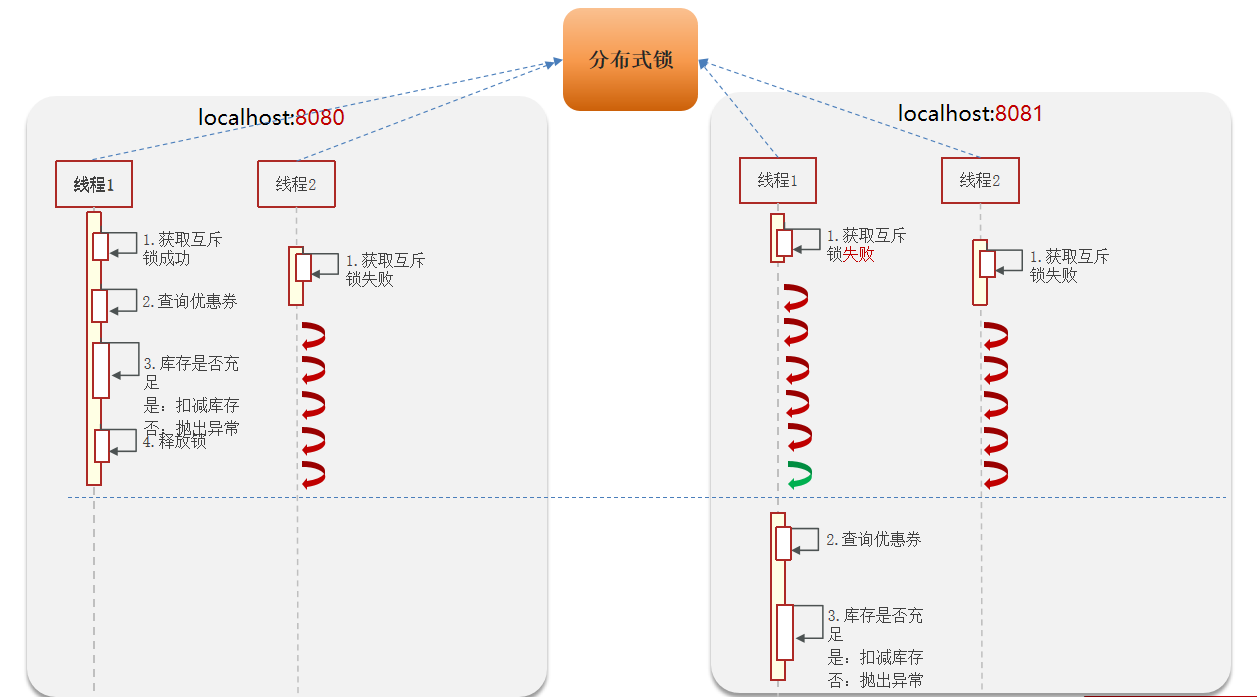 分布式锁
localhost:8080
线程1
线程2
1.获取互斥
锁成功
2.查询优惠券
3.库存是否充
足
是：扣减库存
否：抛出异常
4.释放锁
1.获取互斥
锁失败
localhost:8081
线程1
线程2
1.获取互斥
锁失败
1.获取互斥
锁失败
2.查询优惠券
3.库存是否充
足
是：扣减库存
否：抛出异常